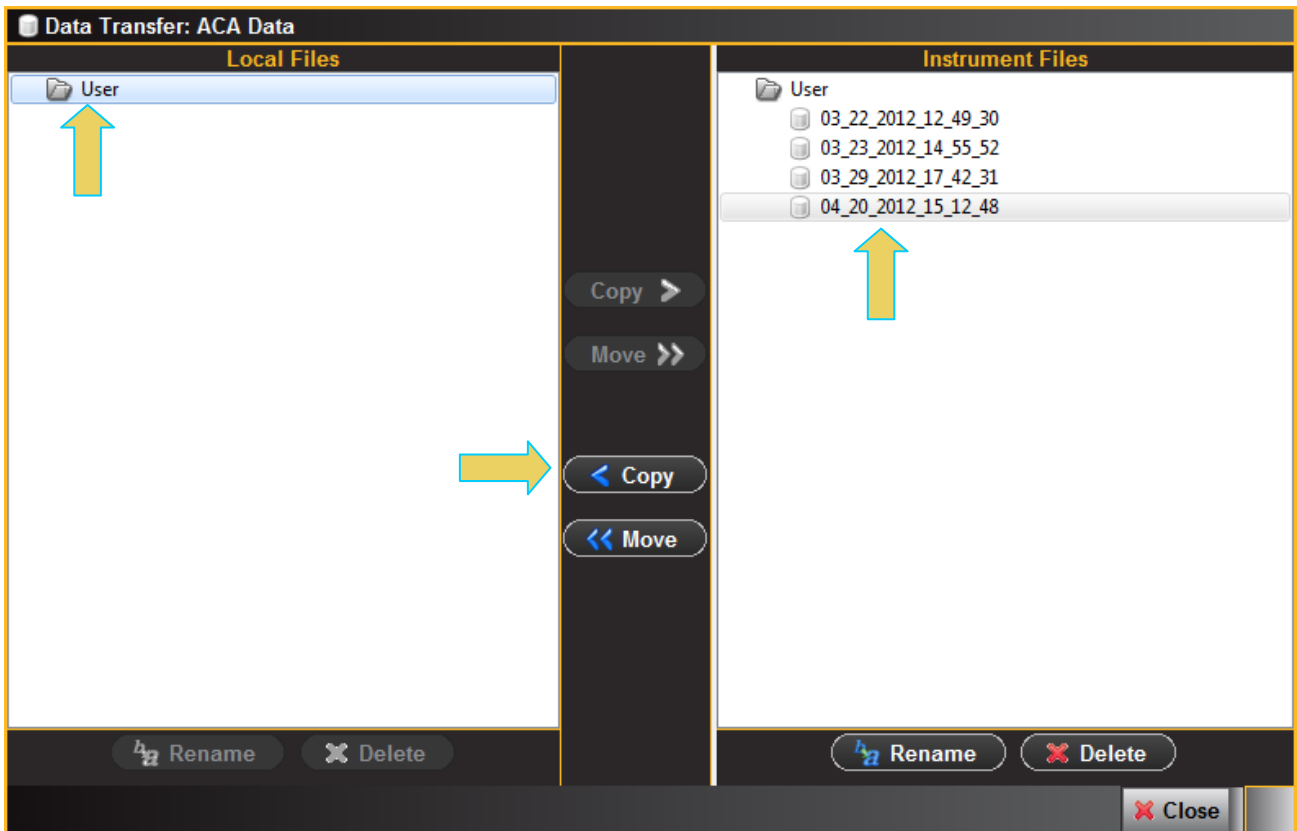 Data Transfer: ACA Data
Local Files
User
Instrument Files
User
03_22_2012_12_49_30
03_23_2012_14_55_52
03_29_2012_17_42_31
04_20_2012_15_12_48
Copy
Move
Copy
Move
Rename
Delete
Rename
Delete
Close